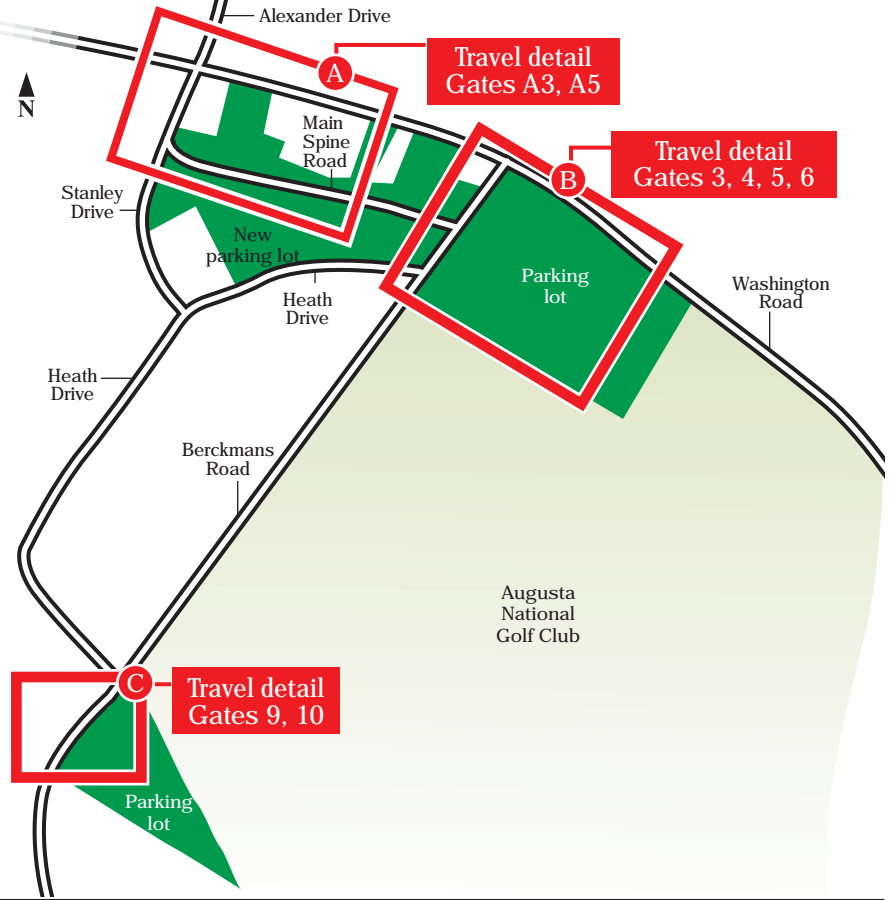 Alexander Drive
A
Travel detail
Gates A3, A5
N
Main
Spine
Road
B
Travel detail
Gates 3, 4, 5, 6
Stanley
Drive
New
parking lot
Parking
lot
Washington
Road
Heath
Drive
Heath
Drive
Berckmans
Road
Augusta
National
Golf Club
C
Travel detail
Gates 9, 10
Parking
lot